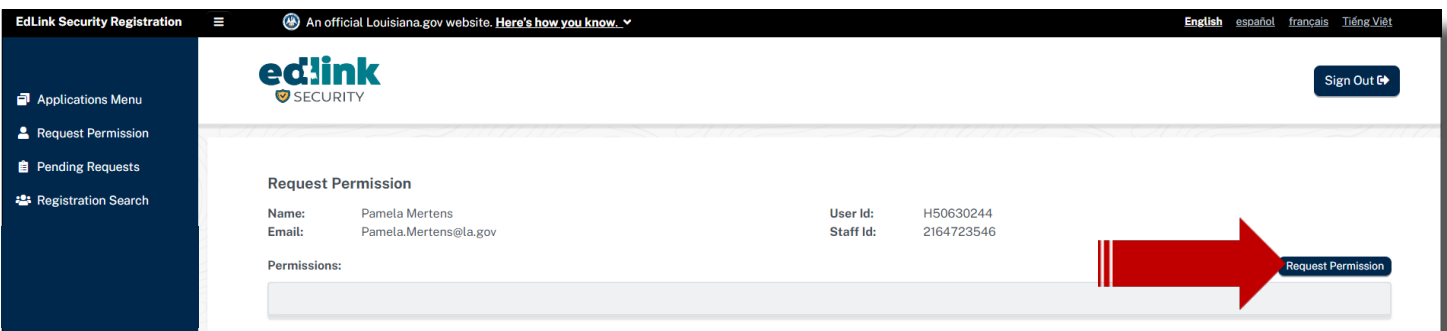 EdLink Security Registration
An official Louisiana.gov website. Here's how you know.
English español français Tiếng Việt
edlink
SECURITY
Sign Out
Applications Menu
Request Permission
Pending Requests
Registration Search
Request Permission
Name: Pamela Mertens User Id: H50630244
Email: Pamela.Mertens@la.gov Staff Id: 2164723546
Permissions: Request Permission